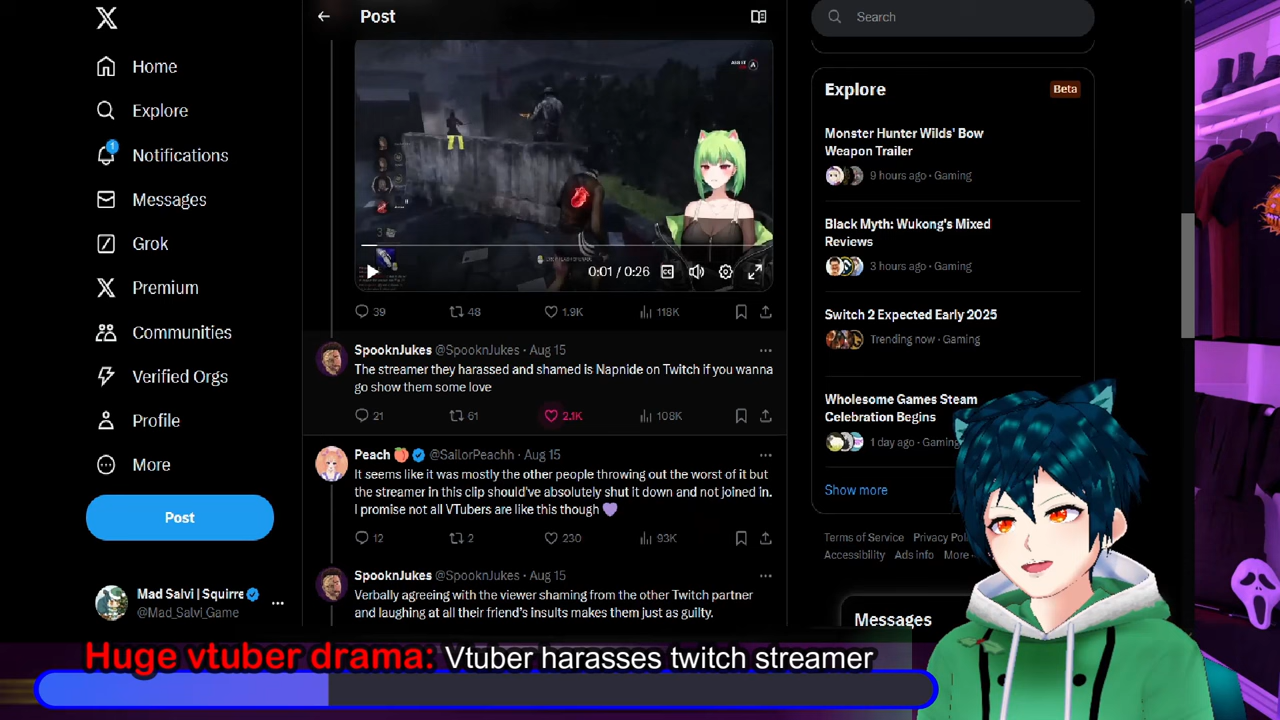 Home
Explore
Notifications
1
Messages
Grok
Premium
Communities
Verified Orgs
Profile
More
Post
Mad Salvi | Squirre
@Mad_Salvi_Game
Post
0:01 / 0:26
39
48
1.9K
118K
SpooknJukes @SpooknJukes · Aug 15
The streamer they harassed and shamed is Napnide on Twitch if you wanna
go show them some love
21
61
2.1K
108K
Peach 🍑 @SailorPeachh · Aug 15
It seems like it was mostly the other people throwing out the worst of it but
the streamer in this clip should've absolutely shut it down and not joined in.
I promise not all VTubers are like this though 💜
12
2
230
93K
SpooknJukes @SpooknJukes · Aug 15
Verbally agreeing with the viewer shaming from the other Twitch partner
and laughing at all their friend's insults makes them just as guilty.
Search
Explore
Beta
Monster Hunter Wilds' Bow
Weapon Trailer
9 hours ago · Gaming
Black Myth: Wukong's Mixed
Reviews
3 hours ago · Gaming
Switch 2 Expected Early 2025
Trending now · Gaming
Wholesome Games Steam
Celebration Begins
1 day ago · Gaming
Show more
Terms of Service
Privacy Pol
Accessibility
Ads info
More
Messages
Huge vtuber drama: Vtuber harasses twitch streamer